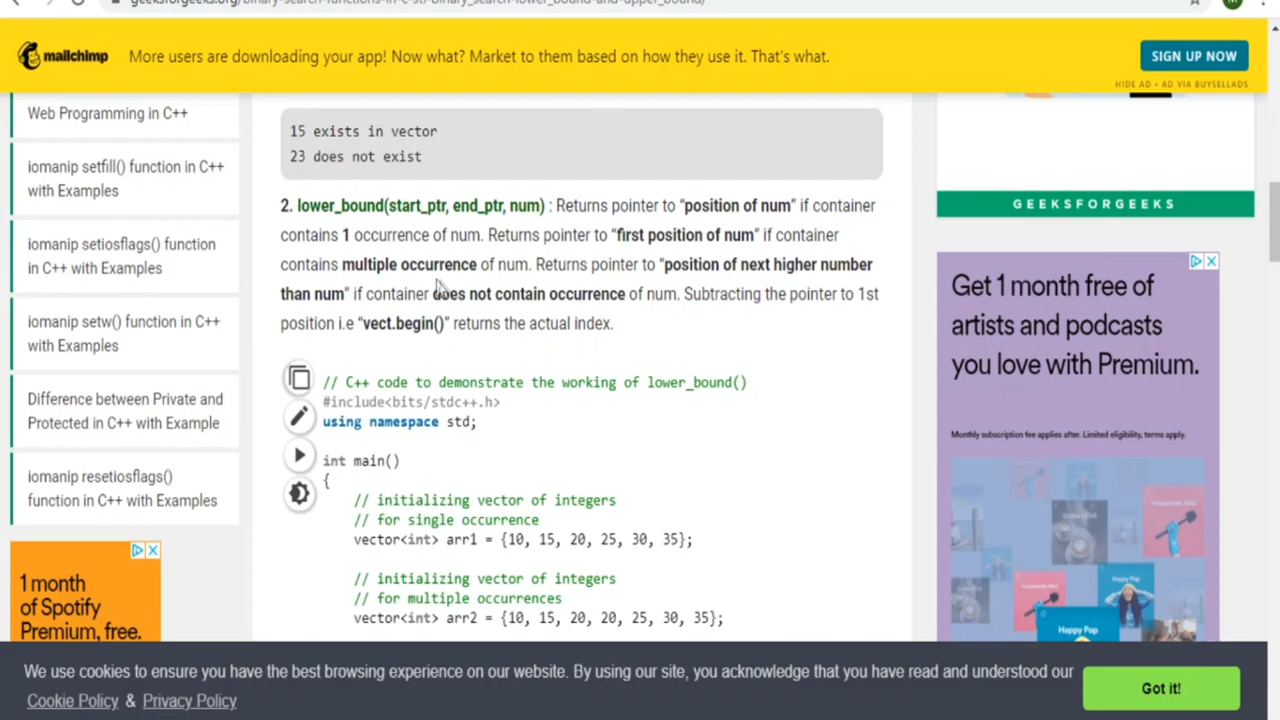 geeksforgeeks.org/binary-search-functions-in-c-stl-binary_search-lower_bound-and-upper_bound/
mailchimp
More users are downloading your app! Now what? Market to them based on how they use it. That's what.
SIGN UP NOW
HIDE AD • AD VIA BUYSELLADS
Web Programming in C++
iomanip setfill() function in C++
with Examples
iomanip setiosflags() function
in C++ with Examples
iomanip setw() function in C++
with Examples
Difference between Private and
Protected in C++ with Example
iomanip resetiosflags()
function in C++ with Examples
1 month
of Spotify
Premium, free.
15 exists in vector
23 does not exist
2. lower_bound(start_ptr, end_ptr, num) : Returns pointer to “position of num” if container
contains 1 occurrence of num. Returns pointer to “first position of num” if container
contains multiple occurrence of num. Returns pointer to “position of next higher number
than num” if container does not contain occurrence of num. Subtracting the pointer to 1st
position i.e “vect.begin()” returns the actual index.
// C++ code to demonstrate the working of lower_bound()
#include<bits/stdc++.h>
using namespace std;
int main()
{
// initializing vector of integers
// for single occurrence
vector<int> arr1 = {10, 15, 20, 25, 30, 35};
// initializing vector of integers
// for multiple occurrences
vector<int> arr2 = {10, 15, 20, 20, 25, 30, 35};
GEEKSFORGEEKS
Get 1 month free of
artists and podcasts
you love with Premium.
Monthly subscription fee applies after. Limited eligibility, terms apply.
Happy Pop
Happy Pop
We use cookies to ensure you have the best browsing experience on our website. By using our site, you acknowledge that you have read and understood our
Cookie Policy & Privacy Policy
Got it!